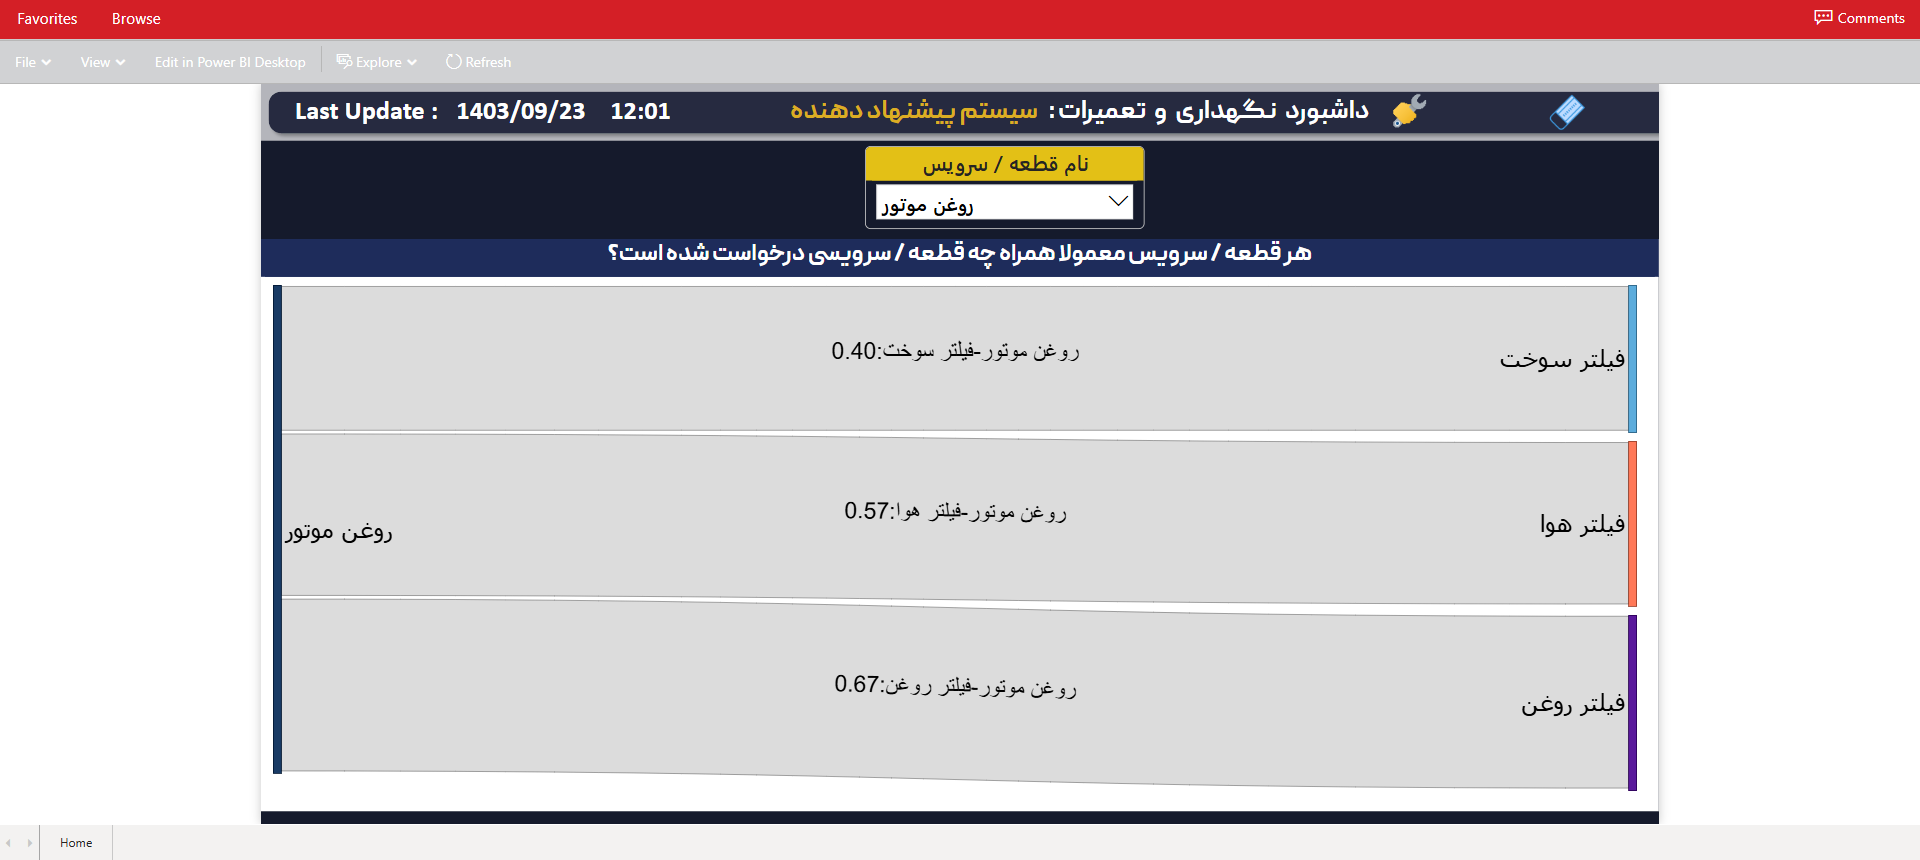 Favorites Browse Comments
File View Edit in Power BI Desktop Explore Refresh
Last Update : 1403/09/23 12:01
داشبورد نگهداری و تعمیرات: سیستم پیشنهاد دهنده
نام قطعه / سرویس
روغن موتور
هر قطعه / سرویس معمولا همراه چه قطعه / سرویسی درخواست شده است؟
روغن موتور-فیلتر سوخت:0.40
فیلتر سوخت
روغن موتور-فیلتر هوا:0.57
فیلتر هوا
روغن موتور
روغن موتور-فیلتر روغن:0.67
فیلتر روغن
Home